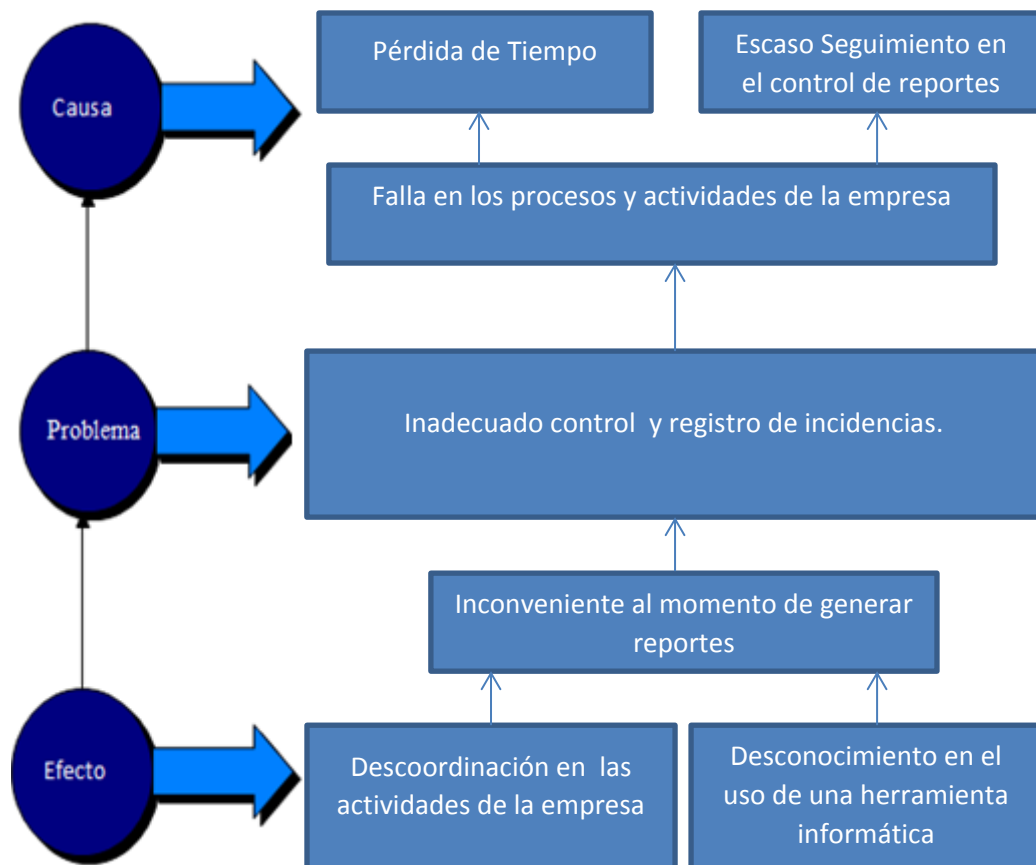 Causa
Pérdida de Tiempo
Escaso Seguimiento en
el control de reportes
Falla en los procesos y actividades de la empresa
Problema
Inadecuado control  y registro de incidencias.
Inconveniente al momento de generar
reportes
Efecto
Descoordinación en  las
actividades de la empresa
Desconocimiento en el
uso de una herramienta
informática